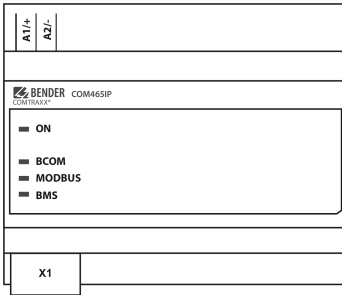 A1/+ A2/-
BENDER COM465IP
COMTRAXX®
ON
BCOM
MODBUS
BMS
X1